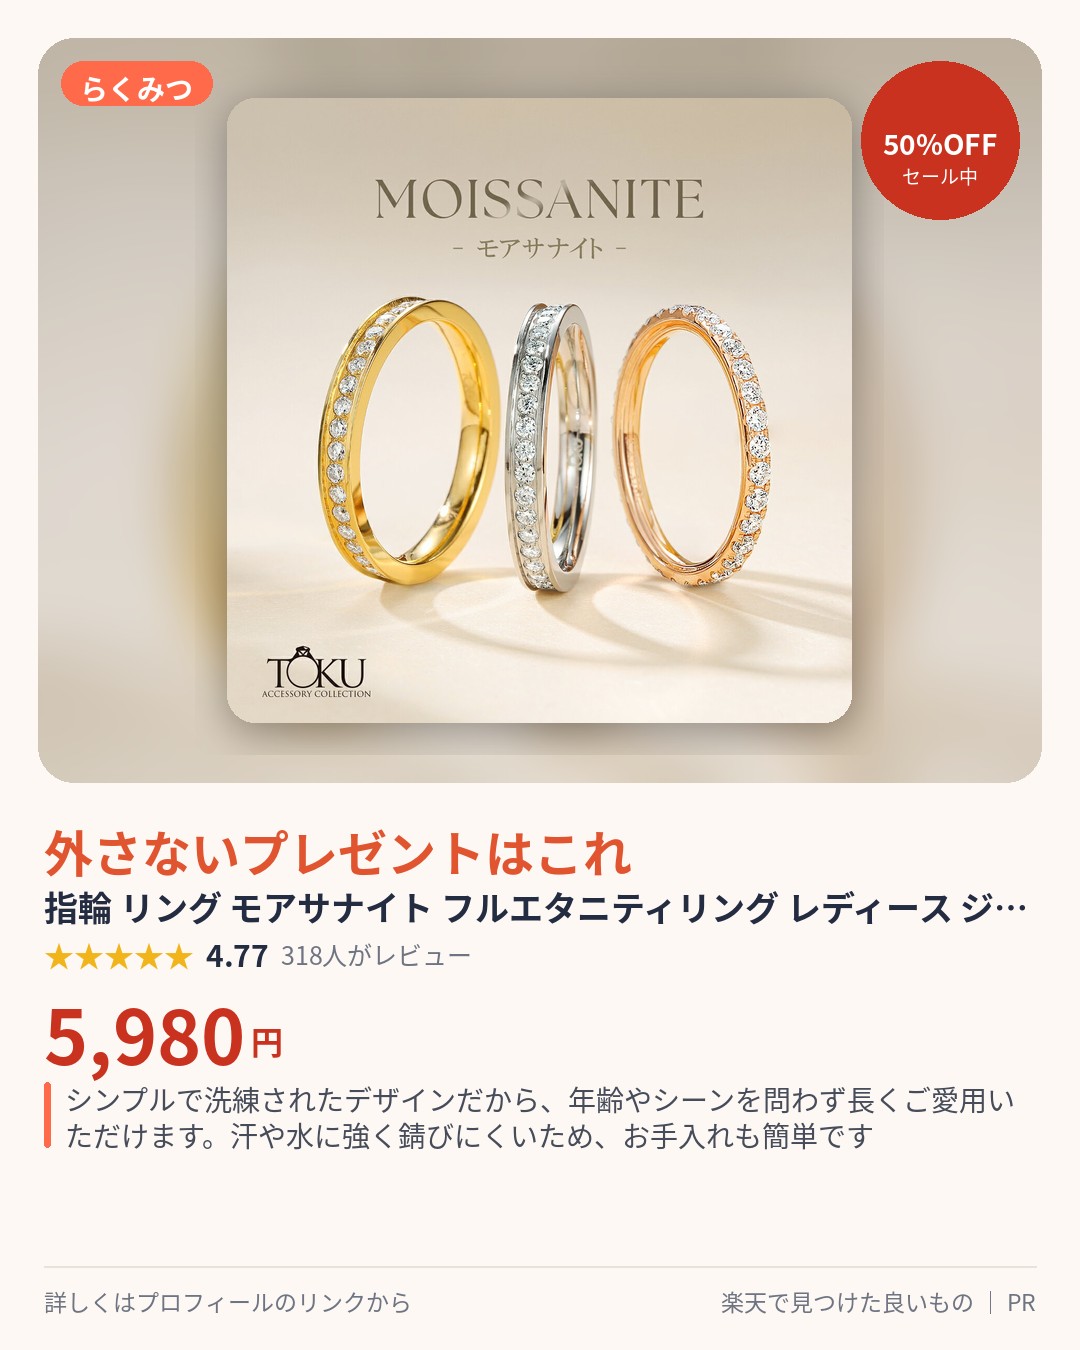 らくみつ
50%OFF
セール中
MOISSANITE
- モアサナイト -
TOKU
ACCESSORY COLLECTION
外さないプレゼントはこれ
指輪 リング モアサナイト フルエタニティリング レディース ジ…
★★★★★ 4.77 318人がレビュー
5,980円
シンプルで洗練されたデザインだから、年齢やシーンを問わず長くご愛用い
ただけます。汗や水に強く錆びにくいため、お手入れも簡単です
詳しくはプロフィールのリンクから
楽天で見つけた良いもの | PR